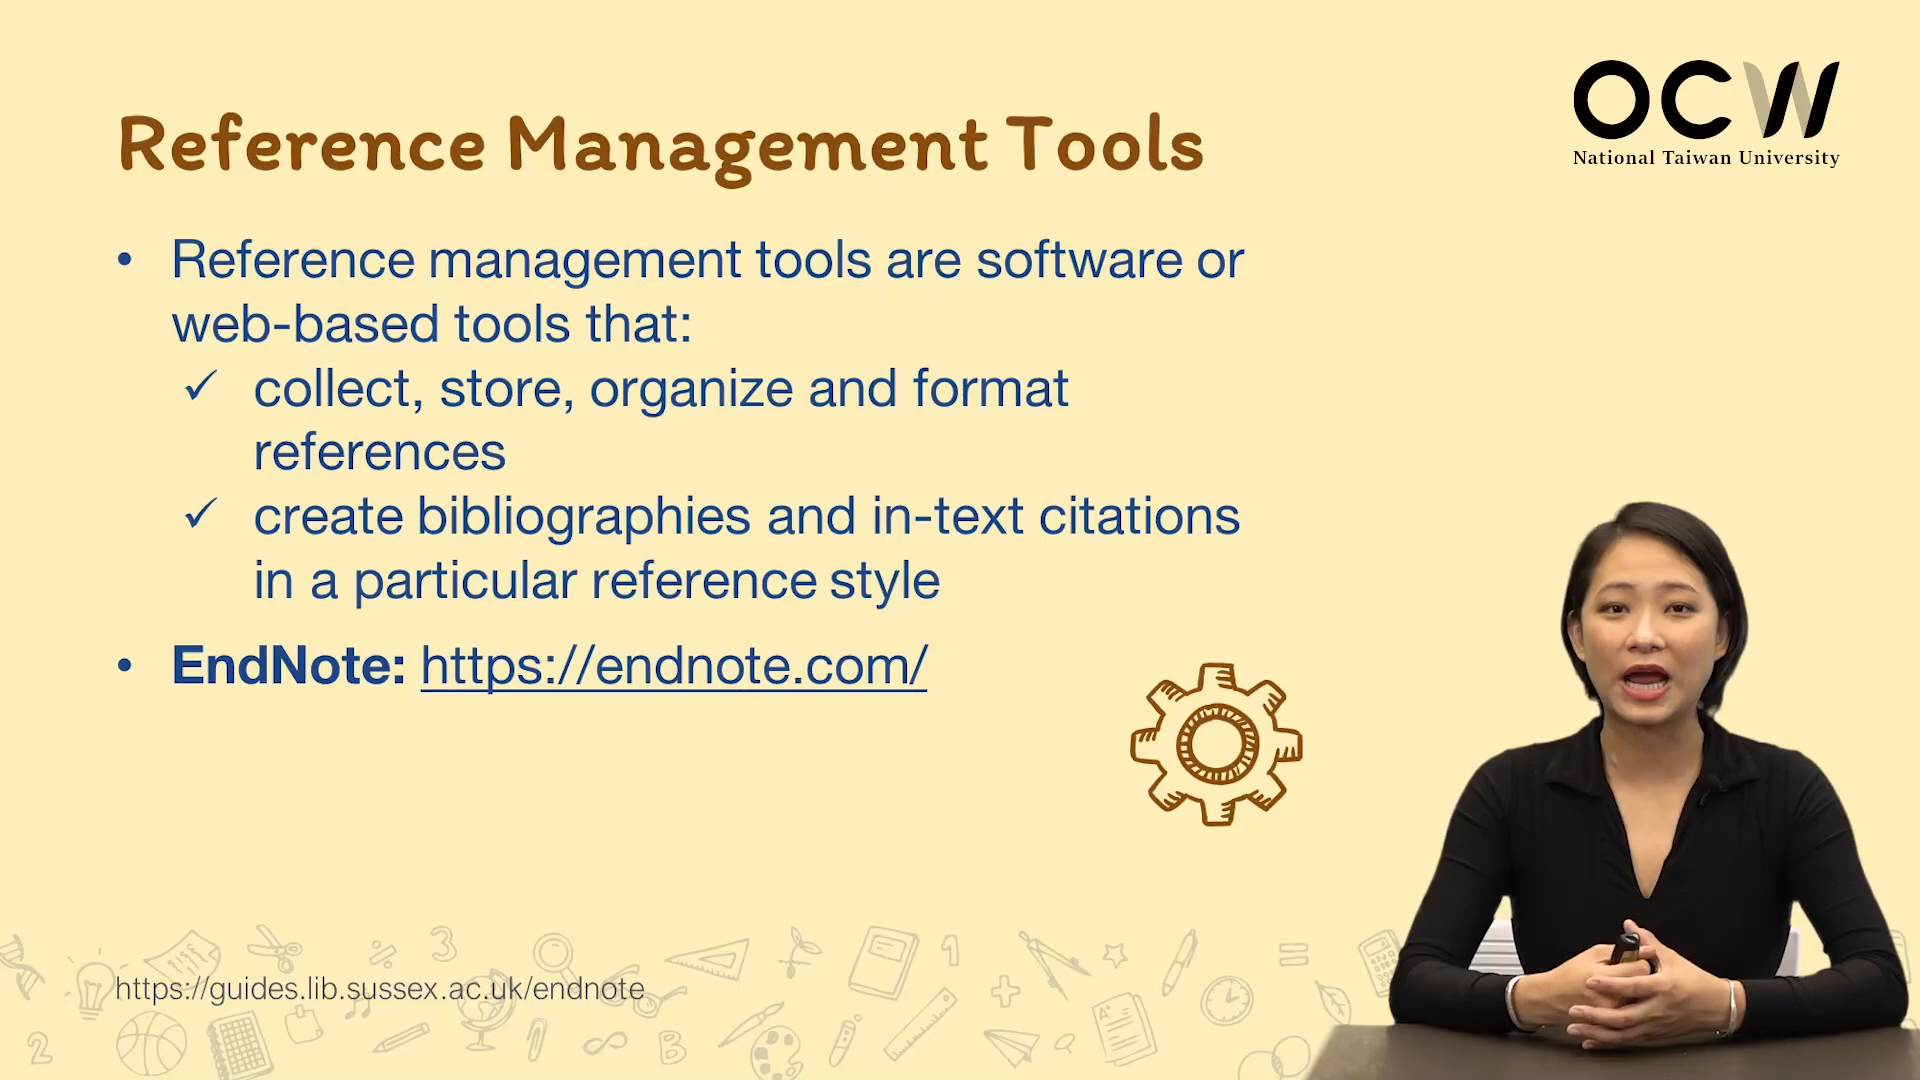 OCW
National Taiwan University
Reference Management Tools
• Reference management tools are software or
web-based tools that:
✓ collect, store, organize and format
references
✓ create bibliographies and in-text citations
in a particular reference style
• EndNote: https://endnote.com/
https://guides.lib.sussex.ac.uk/endnote